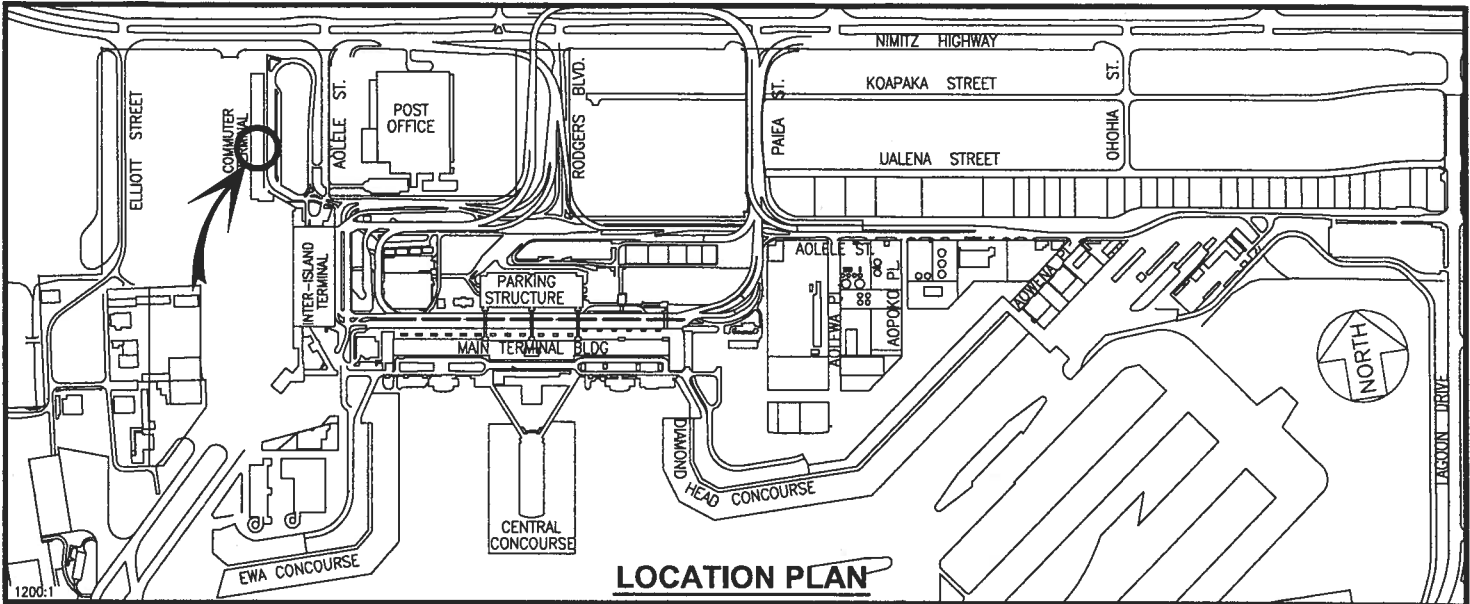 NIMITZ HIGHWAY
KOAPAKA STREET
UALENA STREET
ELLIOTT STREET
COMMUTER
TERMINAL
AOLELE ST.
POST
OFFICE
RODGERS BLVD.
PAIEA ST.
OHOHIA ST.
INTER-ISLAND
TERMINAL
PARKING
STRUCTURE
MAIN TERMINAL BLDG
AOLELE ST.
AOLEWA PL.
AOPOKO PL.
AOWENA PL.
NORTH
LAGOON DRIVE
DIAMOND
HEAD CONCOURSE
CENTRAL
CONCOURSE
EWA CONCOURSE
LOCATION PLAN
1200:1